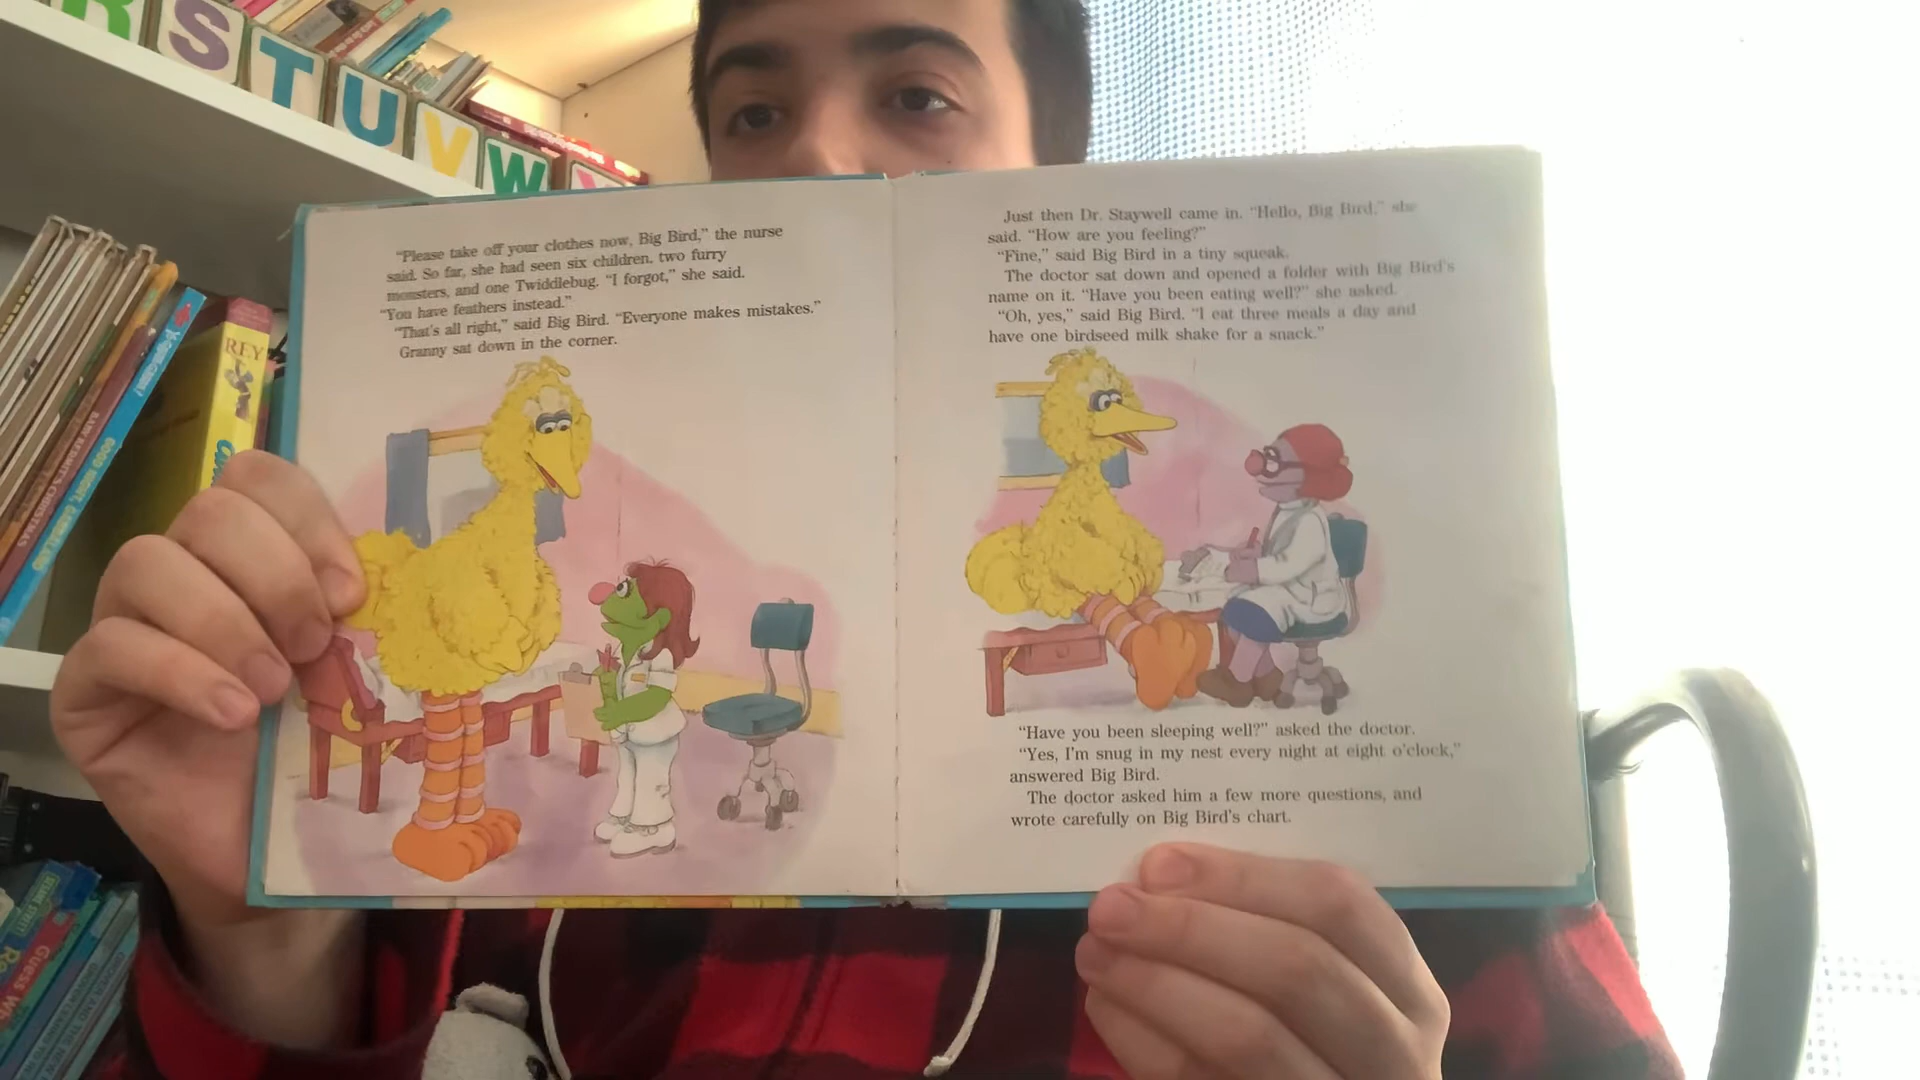 R S T U V W
REY
GOOD NIGHT,
"Please take off your clothes now, Big Bird," the nurse
said. So far, she had seen six children, two furry
monsters, and one Twiddlebug. "I forgot," she said.
"You have feathers instead."
"That's all right," said Big Bird. "Everyone makes mistakes."
Granny sat down in the corner.
Just then Dr. Staywell came in. "Hello, Big Bird," she
said. "How are you feeling?"
"Fine," said Big Bird in a tiny squeak.
The doctor sat down and opened a folder with Big Bird's
name on it. "Have you been eating well?" she asked.
"Oh, yes," said Big Bird. "I eat three meals a day and
have one birdseed milk shake for a snack."
"Have you been sleeping well?" asked the doctor.
"Yes, I'm snug in my nest every night at eight o'clock,"
answered Big Bird.
The doctor asked him a few more questions, and
wrote carefully on Big Bird's chart.